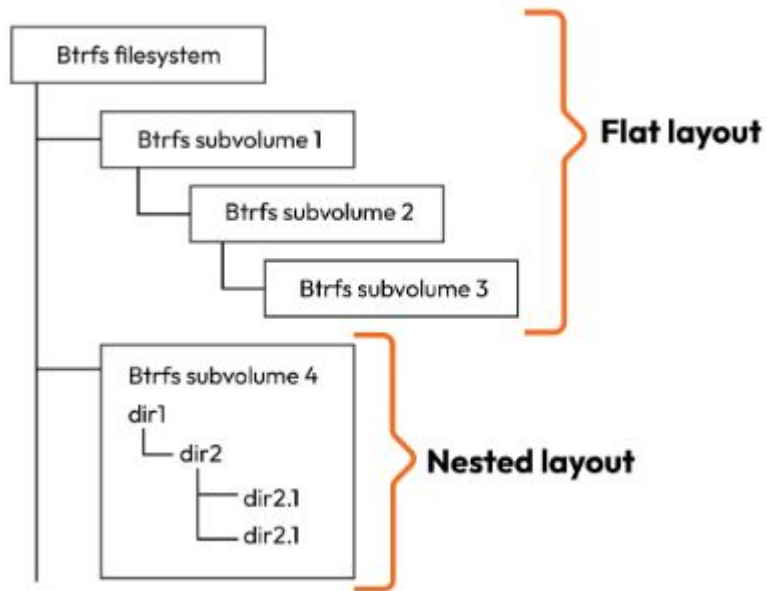 Btrfs filesystem
Btrfs subvolume 1
Flat layout
Btrfs subvolume 2
Btrfs subvolume 3
Btrfs subvolume 4
dir1
dir2
Nested layout
dir2.1
dir2.1